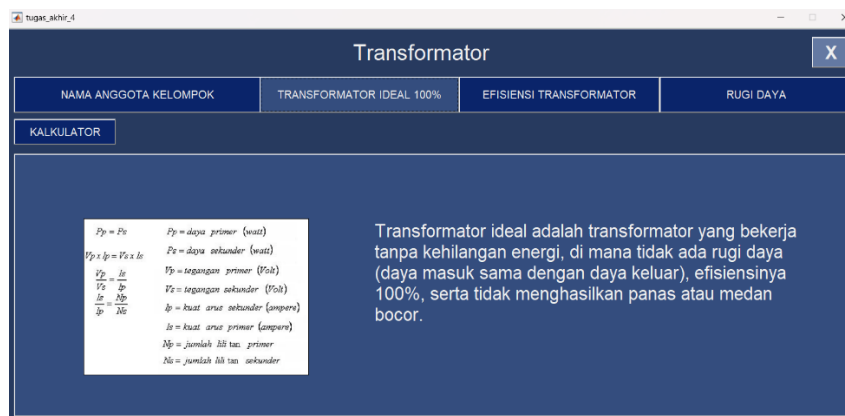 tugas_akhir_4
Transformator
X
NAMA ANGGOTA KELOMPOK
TRANSFORMATOR IDEAL 100%
EFISIENSI TRANSFORMATOR
RUGI DAYA
KALKULATOR
Pp = Ps
Vp x Ip = Vs x Is
Vp / Vs = Is / Ip
Is / Ip = Np / Ns
Pp = daya primer (watt)
Ps = daya sekunder (watt)
Vp = tegangan primer (Volt)
Vs = tegangan sekunder (Volt)
Ip = kuat arus sekunder (ampere)
Is = kuat arus primer (ampere)
Np = jumlah lili tan primer
Ns = jumlah lili tan sekunder
Transformator ideal adalah transformator yang bekerja
tanpa kehilangan energi, di mana tidak ada rugi daya
(daya masuk sama dengan daya keluar), efisiensinya
100%, serta tidak menghasilkan panas atau medan
bocor.